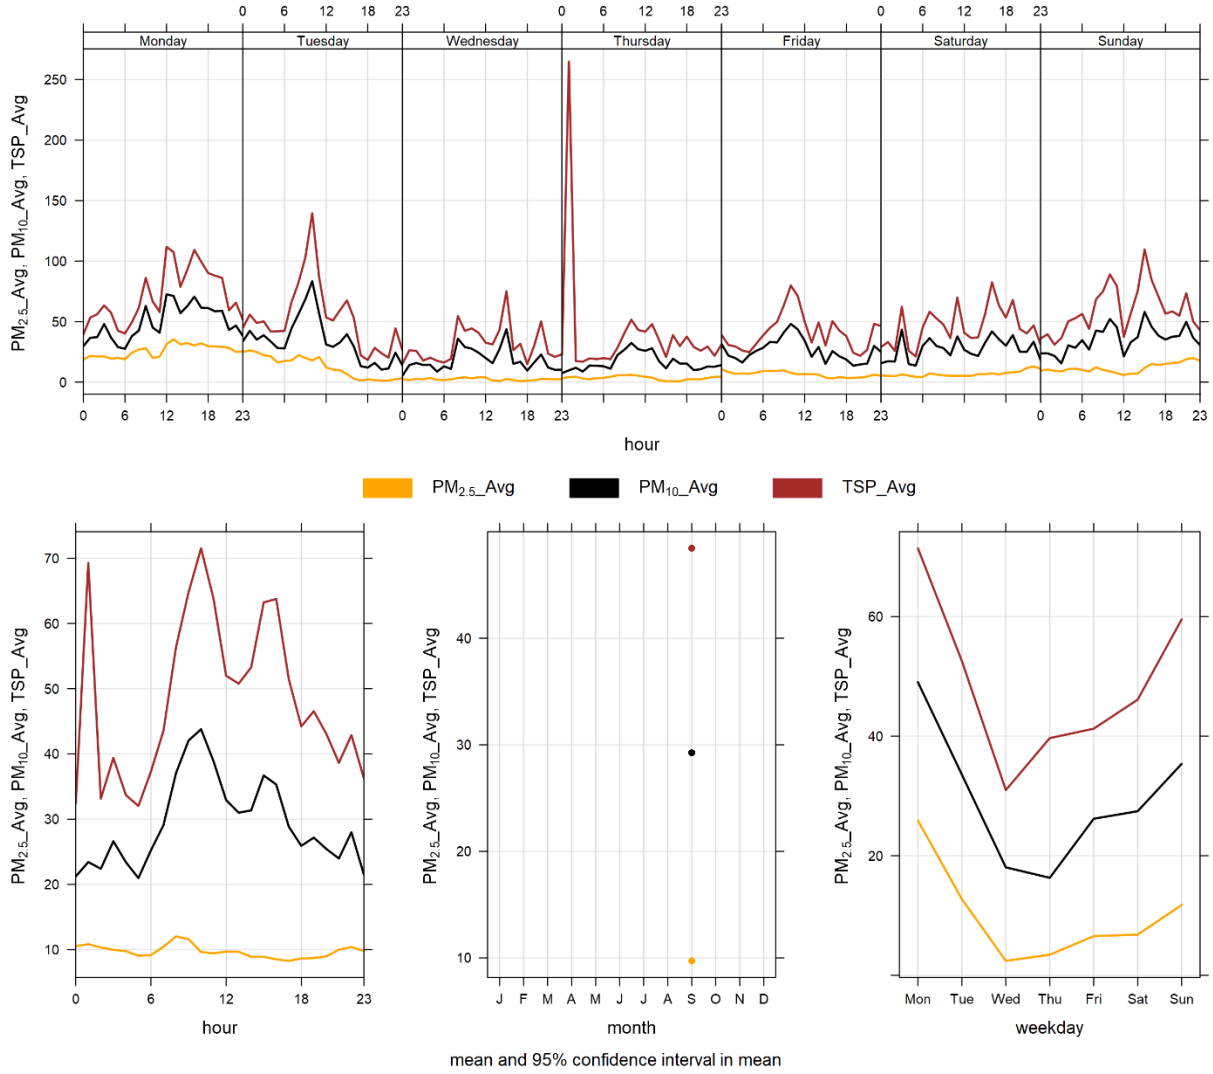 0 6 12 18 23 0 6 12 18 23 0 6 12 18 23
Monday Tuesday Wednesday Thursday Friday Saturday Sunday
250
200
150
100
50
0
PM2.5_Avg, PM10_Avg, TSP_Avg
0 6 12 18 23 0 6 12 18 23 0 6 12 18 23 0 6 12 18 23
hour
PM2.5_Avg PM10_Avg TSP_Avg
70
60
50
40
30
20
10
PM2.5_Avg, PM10_Avg, TSP_Avg
0 6 12 18 23
hour
40
30
20
10
PM2.5_Avg, PM10_Avg, TSP_Avg
J F M A M J J A S O N D
month
60
40
20
PM2.5_Avg, PM10_Avg, TSP_Avg
Mon Tue Wed Thu Fri Sat Sun
weekday
mean and 95% confidence interval in mean